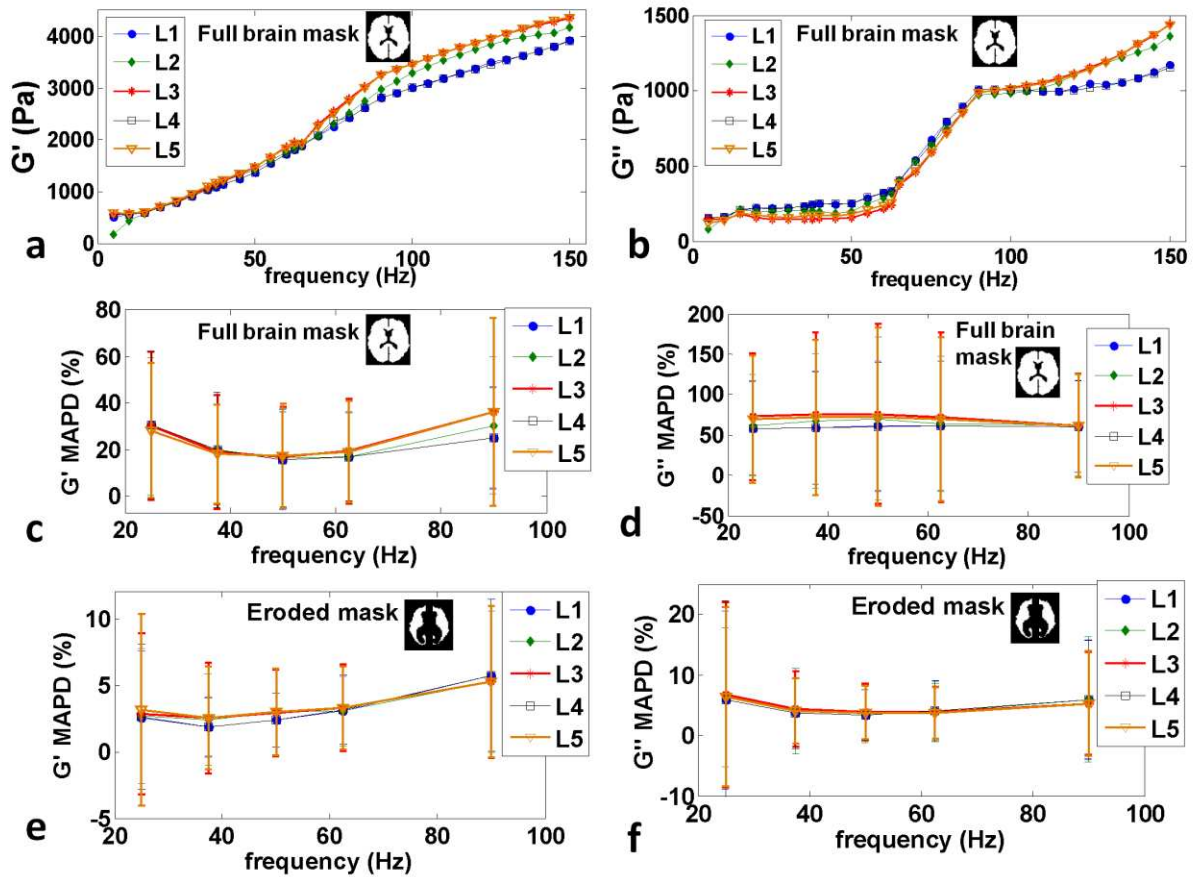 4000
3000
2000
1000
0
G' (Pa)
Full brain mask
L1
L2
L3
L4
L5
0
50
100
150
frequency (Hz)
a
1500
1000
500
0
G'' (Pa)
Full brain mask
L1
L2
L3
L4
L5
0
50
100
150
frequency (Hz)
b
80
60
40
20
0
G' MAPD (%)
Full brain mask
L1
L2
L3
L4
L5
20
40
60
80
100
frequency (Hz)
c
200
150
100
50
0
-50
G'' MAPD (%)
Full brain
mask
L1
L2
L3
L4
L5
20
40
60
80
100
frequency (Hz)
d
10
5
0
-5
G' MAPD (%)
Eroded mask
L1
L2
L3
L4
L5
20
40
60
80
100
frequency (Hz)
e
20
10
0
-10
G'' MAPD (%)
Eroded mask
L1
L2
L3
L4
L5
20
40
60
80
100
frequency (Hz)
f